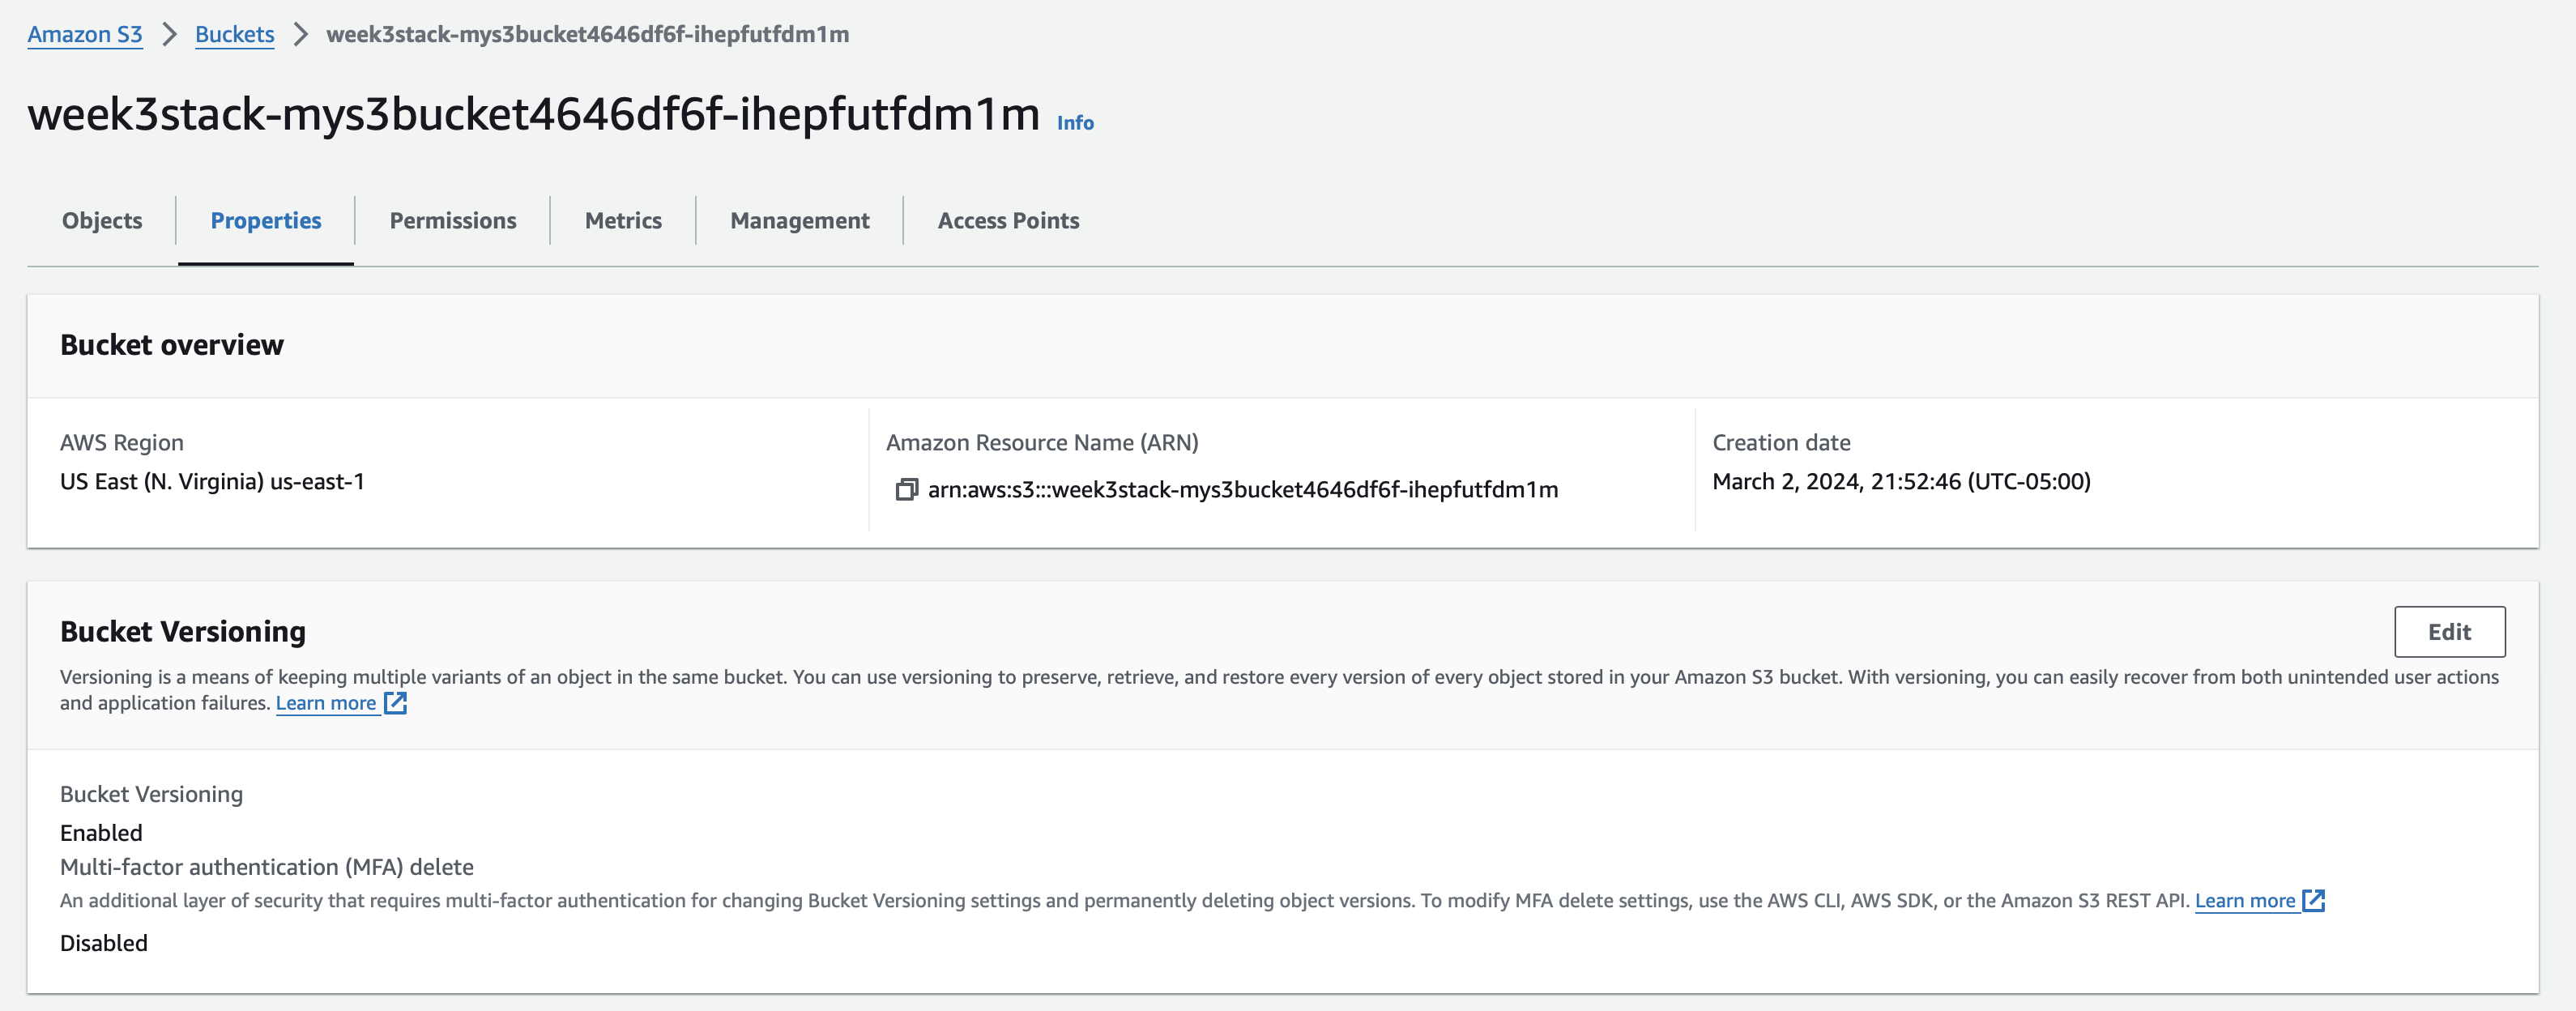 Amazon S3 > Buckets > week3stack-mys3bucket4646df6f-ihepfutfdm1m
week3stack-mys3bucket4646df6f-ihepfutfdm1m Info
Objects Properties Permissions Metrics Management Access Points
Bucket overview
AWS Region
US East (N. Virginia) us-east-1
Amazon Resource Name (ARN)
arn:aws:s3:::week3stack-mys3bucket4646df6f-ihepfutfdm1m
Creation date
March 2, 2024, 21:52:46 (UTC-05:00)
Bucket Versioning
Edit
Versioning is a means of keeping multiple variants of an object in the same bucket. You can use versioning to preserve, retrieve, and restore every version of every object stored in your Amazon S3 bucket. With versioning, you can easily recover from both unintended user actions
and application failures. Learn more
Bucket Versioning
Enabled
Multi-factor authentication (MFA) delete
An additional layer of security that requires multi-factor authentication for changing Bucket Versioning settings and permanently deleting object versions. To modify MFA delete settings, use the AWS CLI, AWS SDK, or the Amazon S3 REST API. Learn more
Disabled